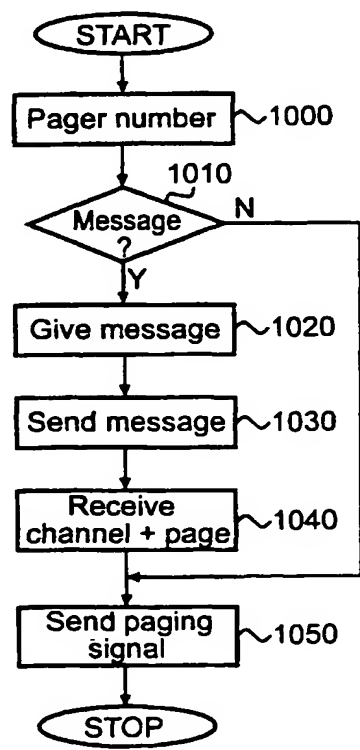 START
Pager number 1000
1010
Message N
?
Y
Give message 1020
Send message 1030
Receive
channel + page 1040
Send paging
signal 1050
STOP